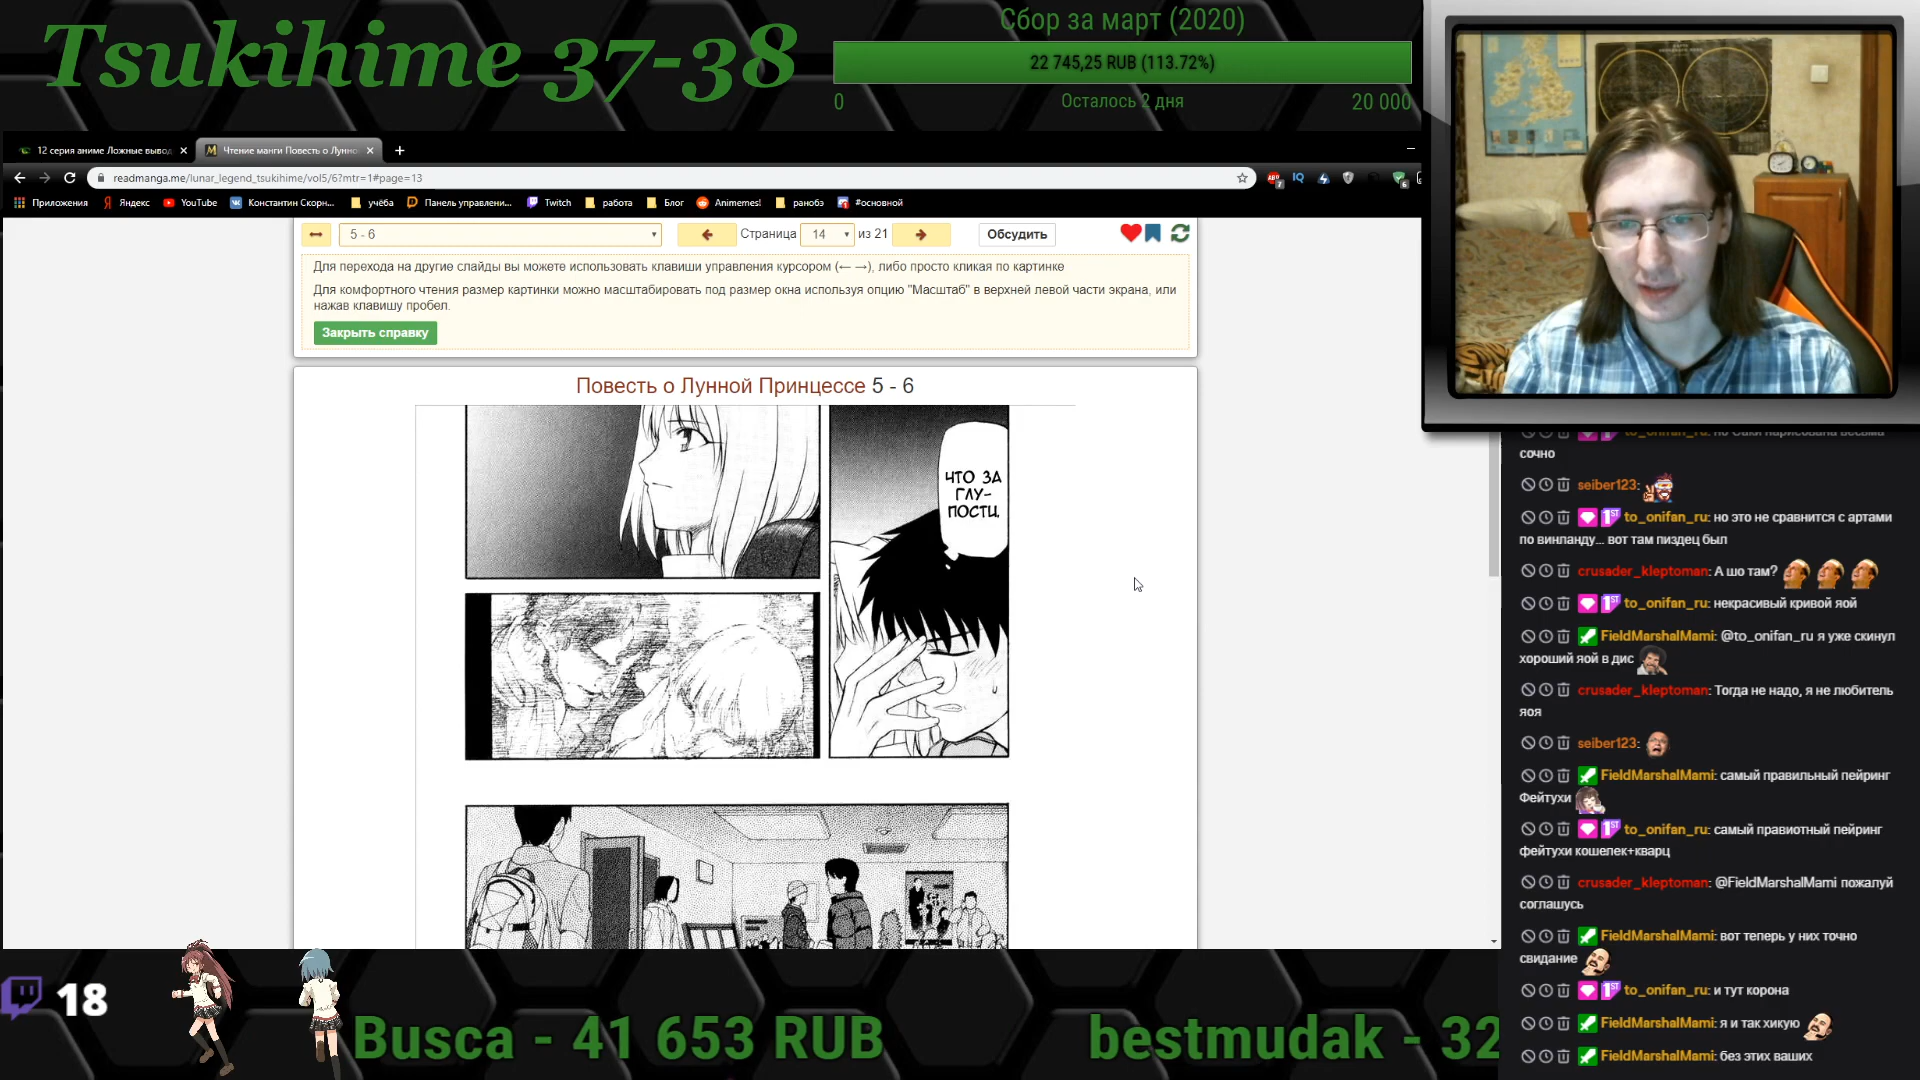 Tsukihime 37-38
Сбор за март (2020)
22 745,25 RUB (113.72%)
0
Осталось 2 дня
20 000
12 серия аниме Ложные вывод
Чтение манги Повесть о Лунно
readmanga.me/lunar_legend_tsukihime/vol5/6?mtr=1#page=13
Приложения
Яндекс
YouTube
Константин Скорн...
учёба
Панель управлени...
Twitch
работа
Блог
Animemes!
ранобэ
#основной
5 - 6
Страница
14
из 21
Обсудить
Для перехода на другие слайды вы можете использовать клавиши управления курсором (← →), либо просто кликая по картинке
Для комфортного чтения размер картинки можно масштабировать под размер окна используя опцию "Масштаб" в верхней левой части экрана, или
нажав клавишу пробел.
Закрыть справку
Повесть о Лунной Принцессе 5 - 6
ЧТО ЗА
ГЛУ-
ПОСТИ.
сочно
seiber123:
to_onifan_ru: но это не сравнится с артами
по винланду... вот там пиздец был
crusader_kleptoman: А шо там?
to_onifan_ru: некрасивый кривой яой
FieldMarshalMami: @to_onifan_ru я уже скинул
хороший яой в дис
crusader_kleptoman: Тогда не надо, я не любитель
яоя
seiber123:
FieldMarshalMami: самый правильный пейринг
Фейтухи
to_onifan_ru: самый правиотный пейринг
фейтухи кошелек+кварц
crusader_kleptoman: @FieldMarshalMami пожалуй
соглашусь
FieldMarshalMami: вот теперь у них точно
свидание
to_onifan_ru: и тут корона
FieldMarshalMami: я и так хикую
FieldMarshalMami: без этих ваших
18
Busca - 41 653 RUB
bestmudak - 32